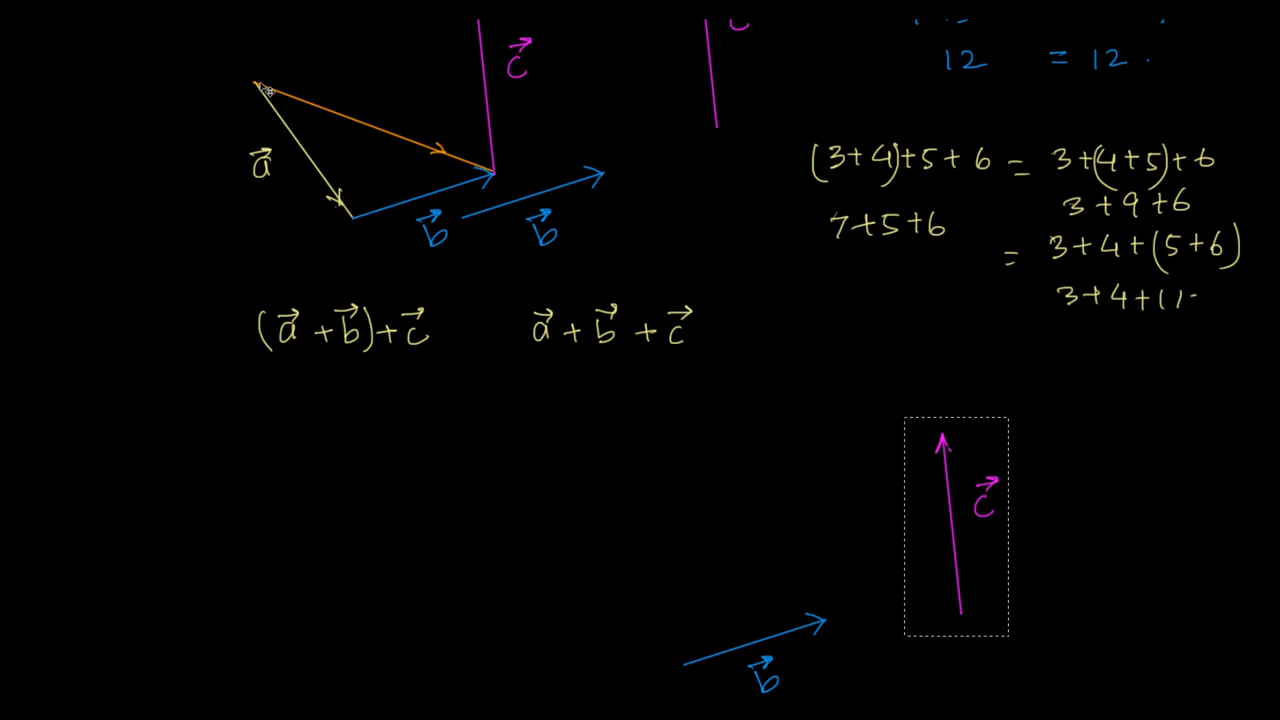 c⃗
12 = 12 .
(3+4)+5+6 = 3+(4+5)+6
a⃗
3+9+6
7+5+6
b⃗ b⃗
= 3+4+(5+6)
3+4+11
(a⃗+b⃗)+c⃗ a⃗+b⃗+c⃗
c⃗
b⃗